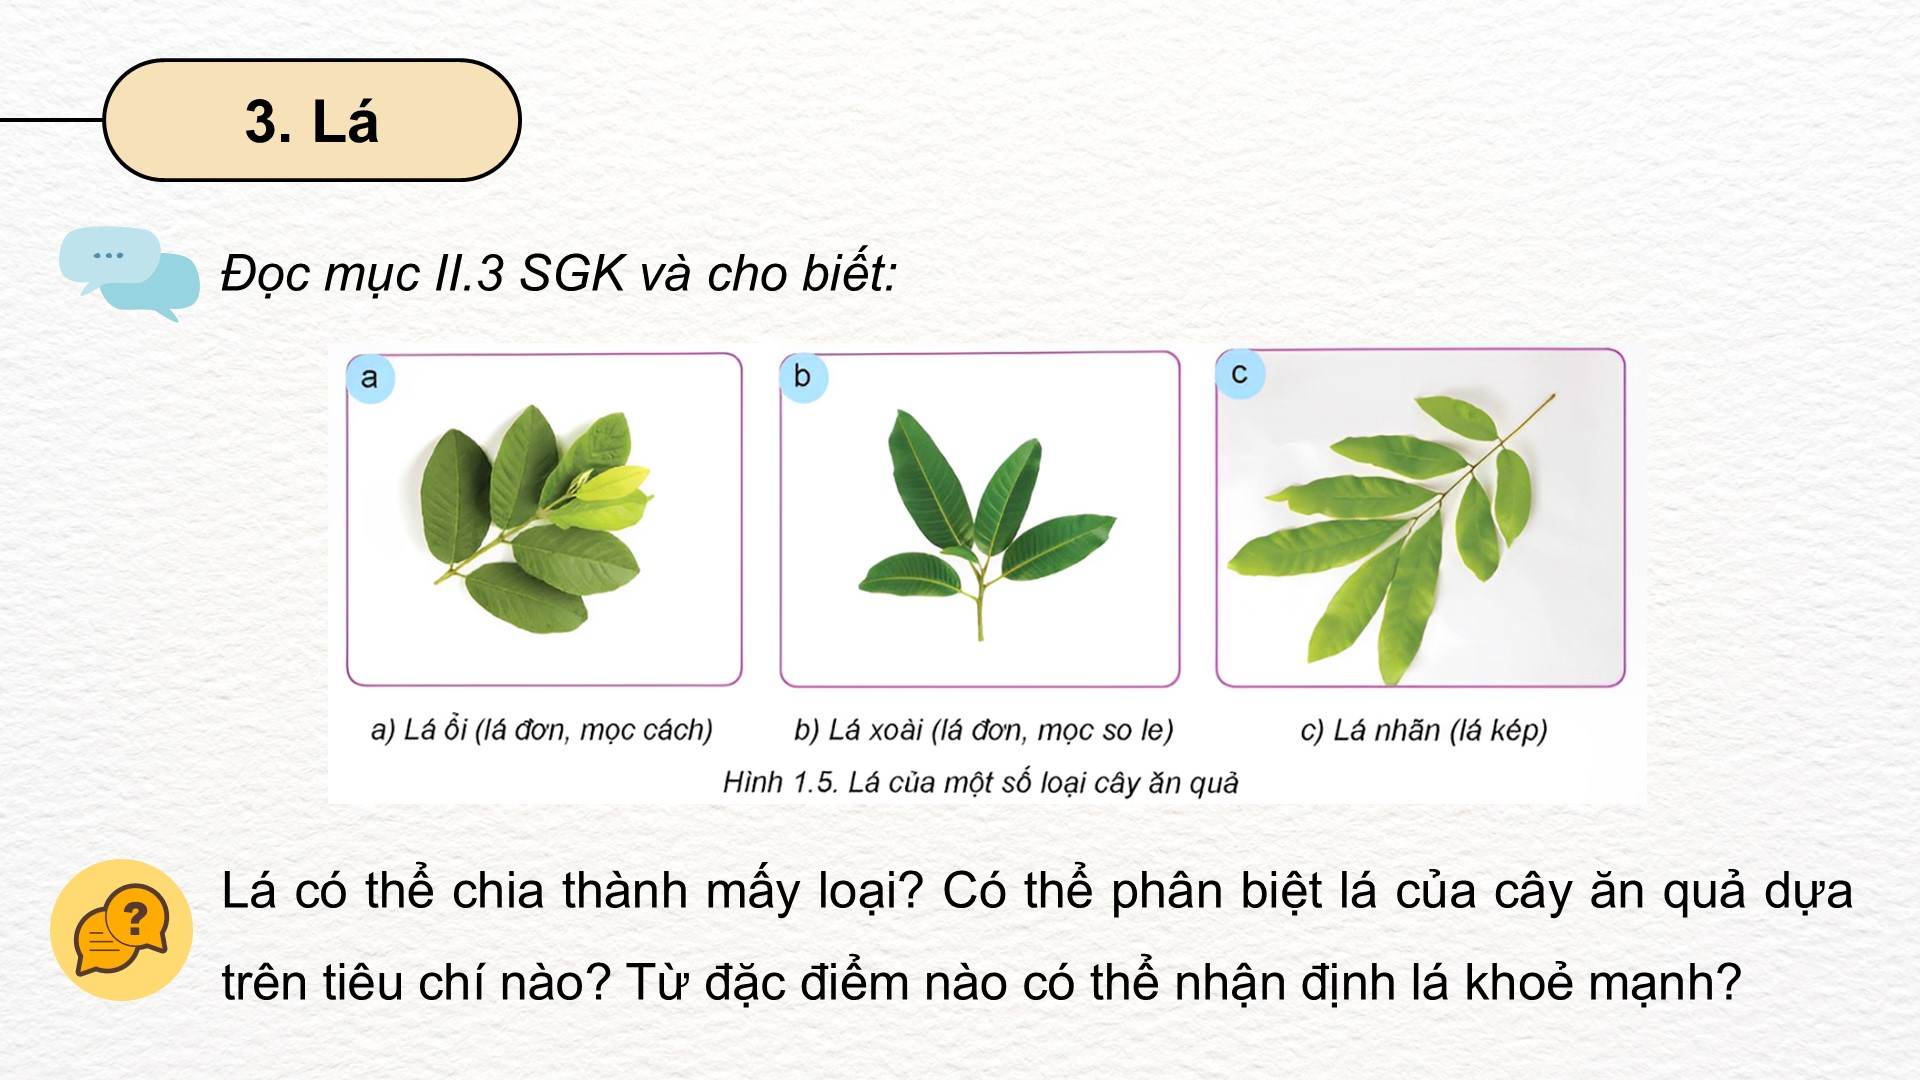 3. Lá
Đọc mục II.3 SGK và cho biết:
a
b
c
a) Lá ổi (lá đơn, mọc cách)
b) Lá xoài (lá đơn, mọc so le)
c) Lá nhãn (lá kép)
Hình 1.5. Lá của một số loại cây ăn quả
?
Lá có thể chia thành mấy loại? Có thể phân biệt lá của cây ăn quả dựa
trên tiêu chí nào? Từ đặc điểm nào có thể nhận định lá khoẻ mạnh?